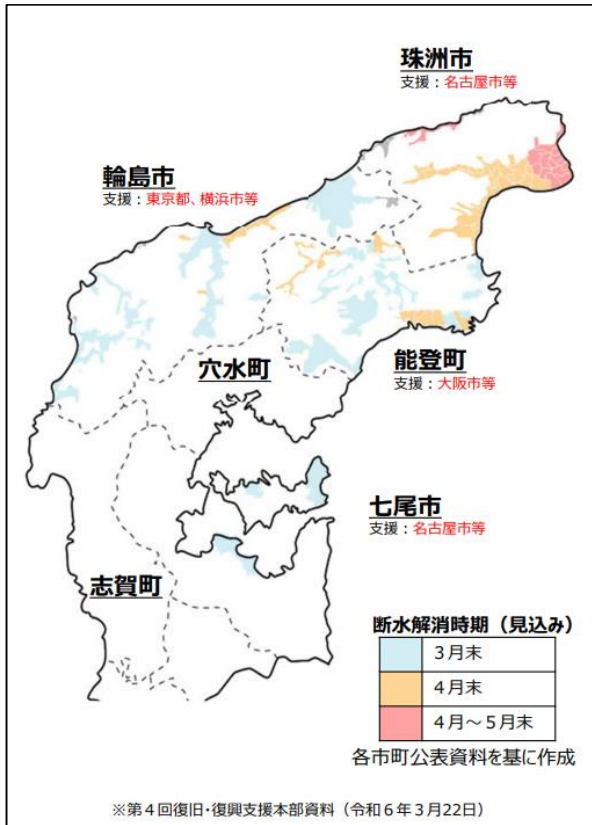 珠洲市
支援：名古屋市等
輪島市
支援：東京都、横浜市等
穴水町
能登町
支援：大阪市等
七尾市
支援：名古屋市等
志賀町
断水解消時期（見込み）
３月末
４月末
４月～５月末
各市町公表資料を基に作成
※第４回復旧・復興支援本部資料（令和６年３月22日）